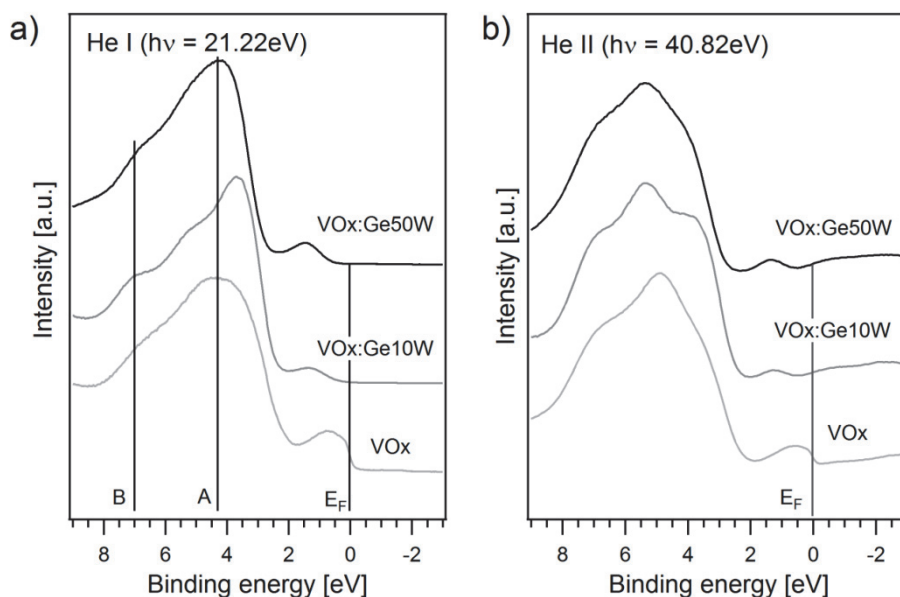 a)
He I (hν = 21.22eV)
VOx:Ge50W
VOx:Ge10W
VOx
B
A
E_F
Intensity [a.u.]
8 6 4 2 0 -2
Binding energy [eV]
b)
He II (hν = 40.82eV)
VOx:Ge50W
VOx:Ge10W
VOx
E_F
Intensity [a.u.]
8 6 4 2 0 -2
Binding energy [eV]